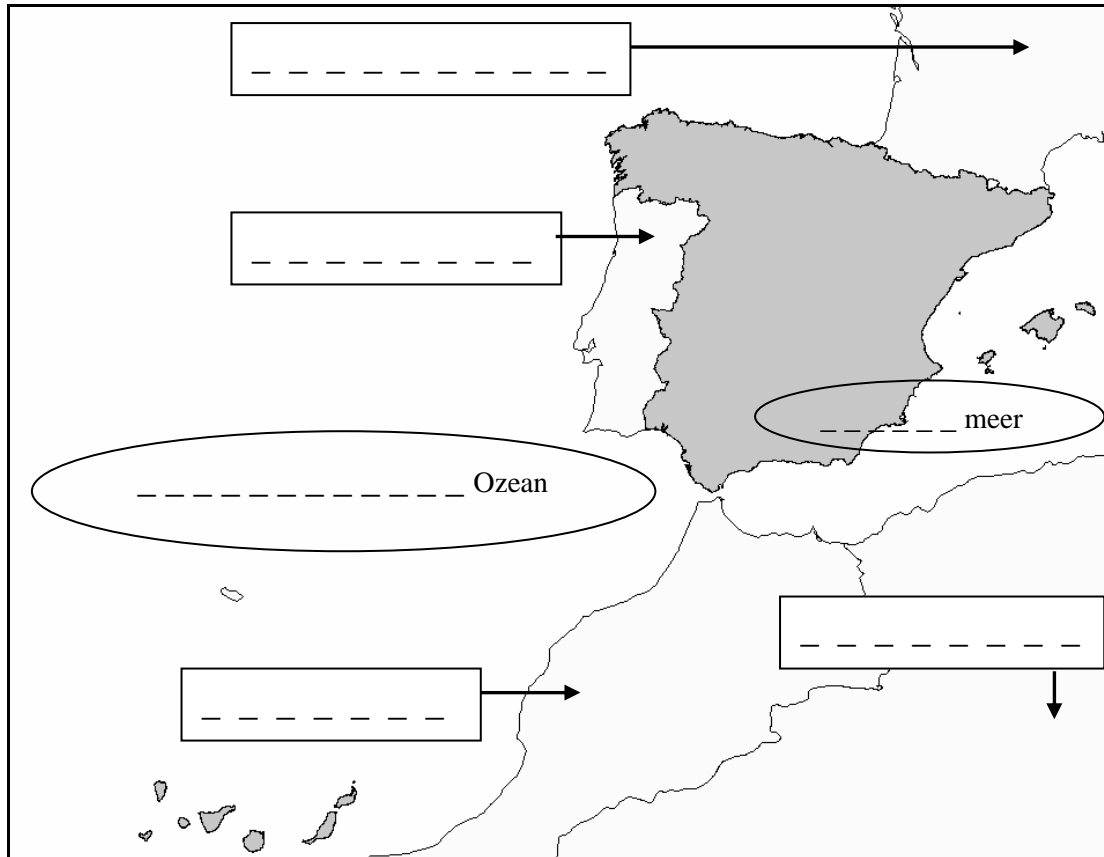 _ _ _ _ _ _ _ _ _ _ _
_ _ _ _ _ _ _ _ _
_ _ _ _ _ meer
_ _ _ _ _ _ _ _ _ _ _ _ Ozean
_ _ _ _ _ _ _ _
_ _ _ _ _ _ _